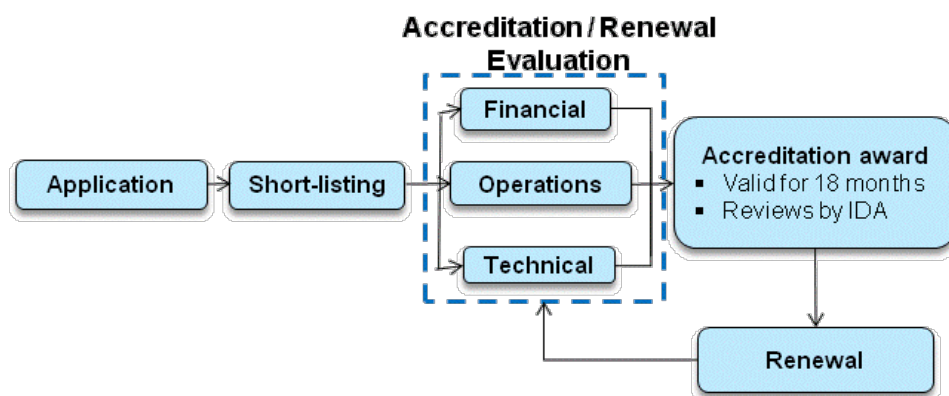 Accreditation / Renewal
Evaluation
Financial
Application
Short-listing
Operations
Technical
Accreditation award
▪ Valid for 18 months
▪ Reviews by IDA
Renewal